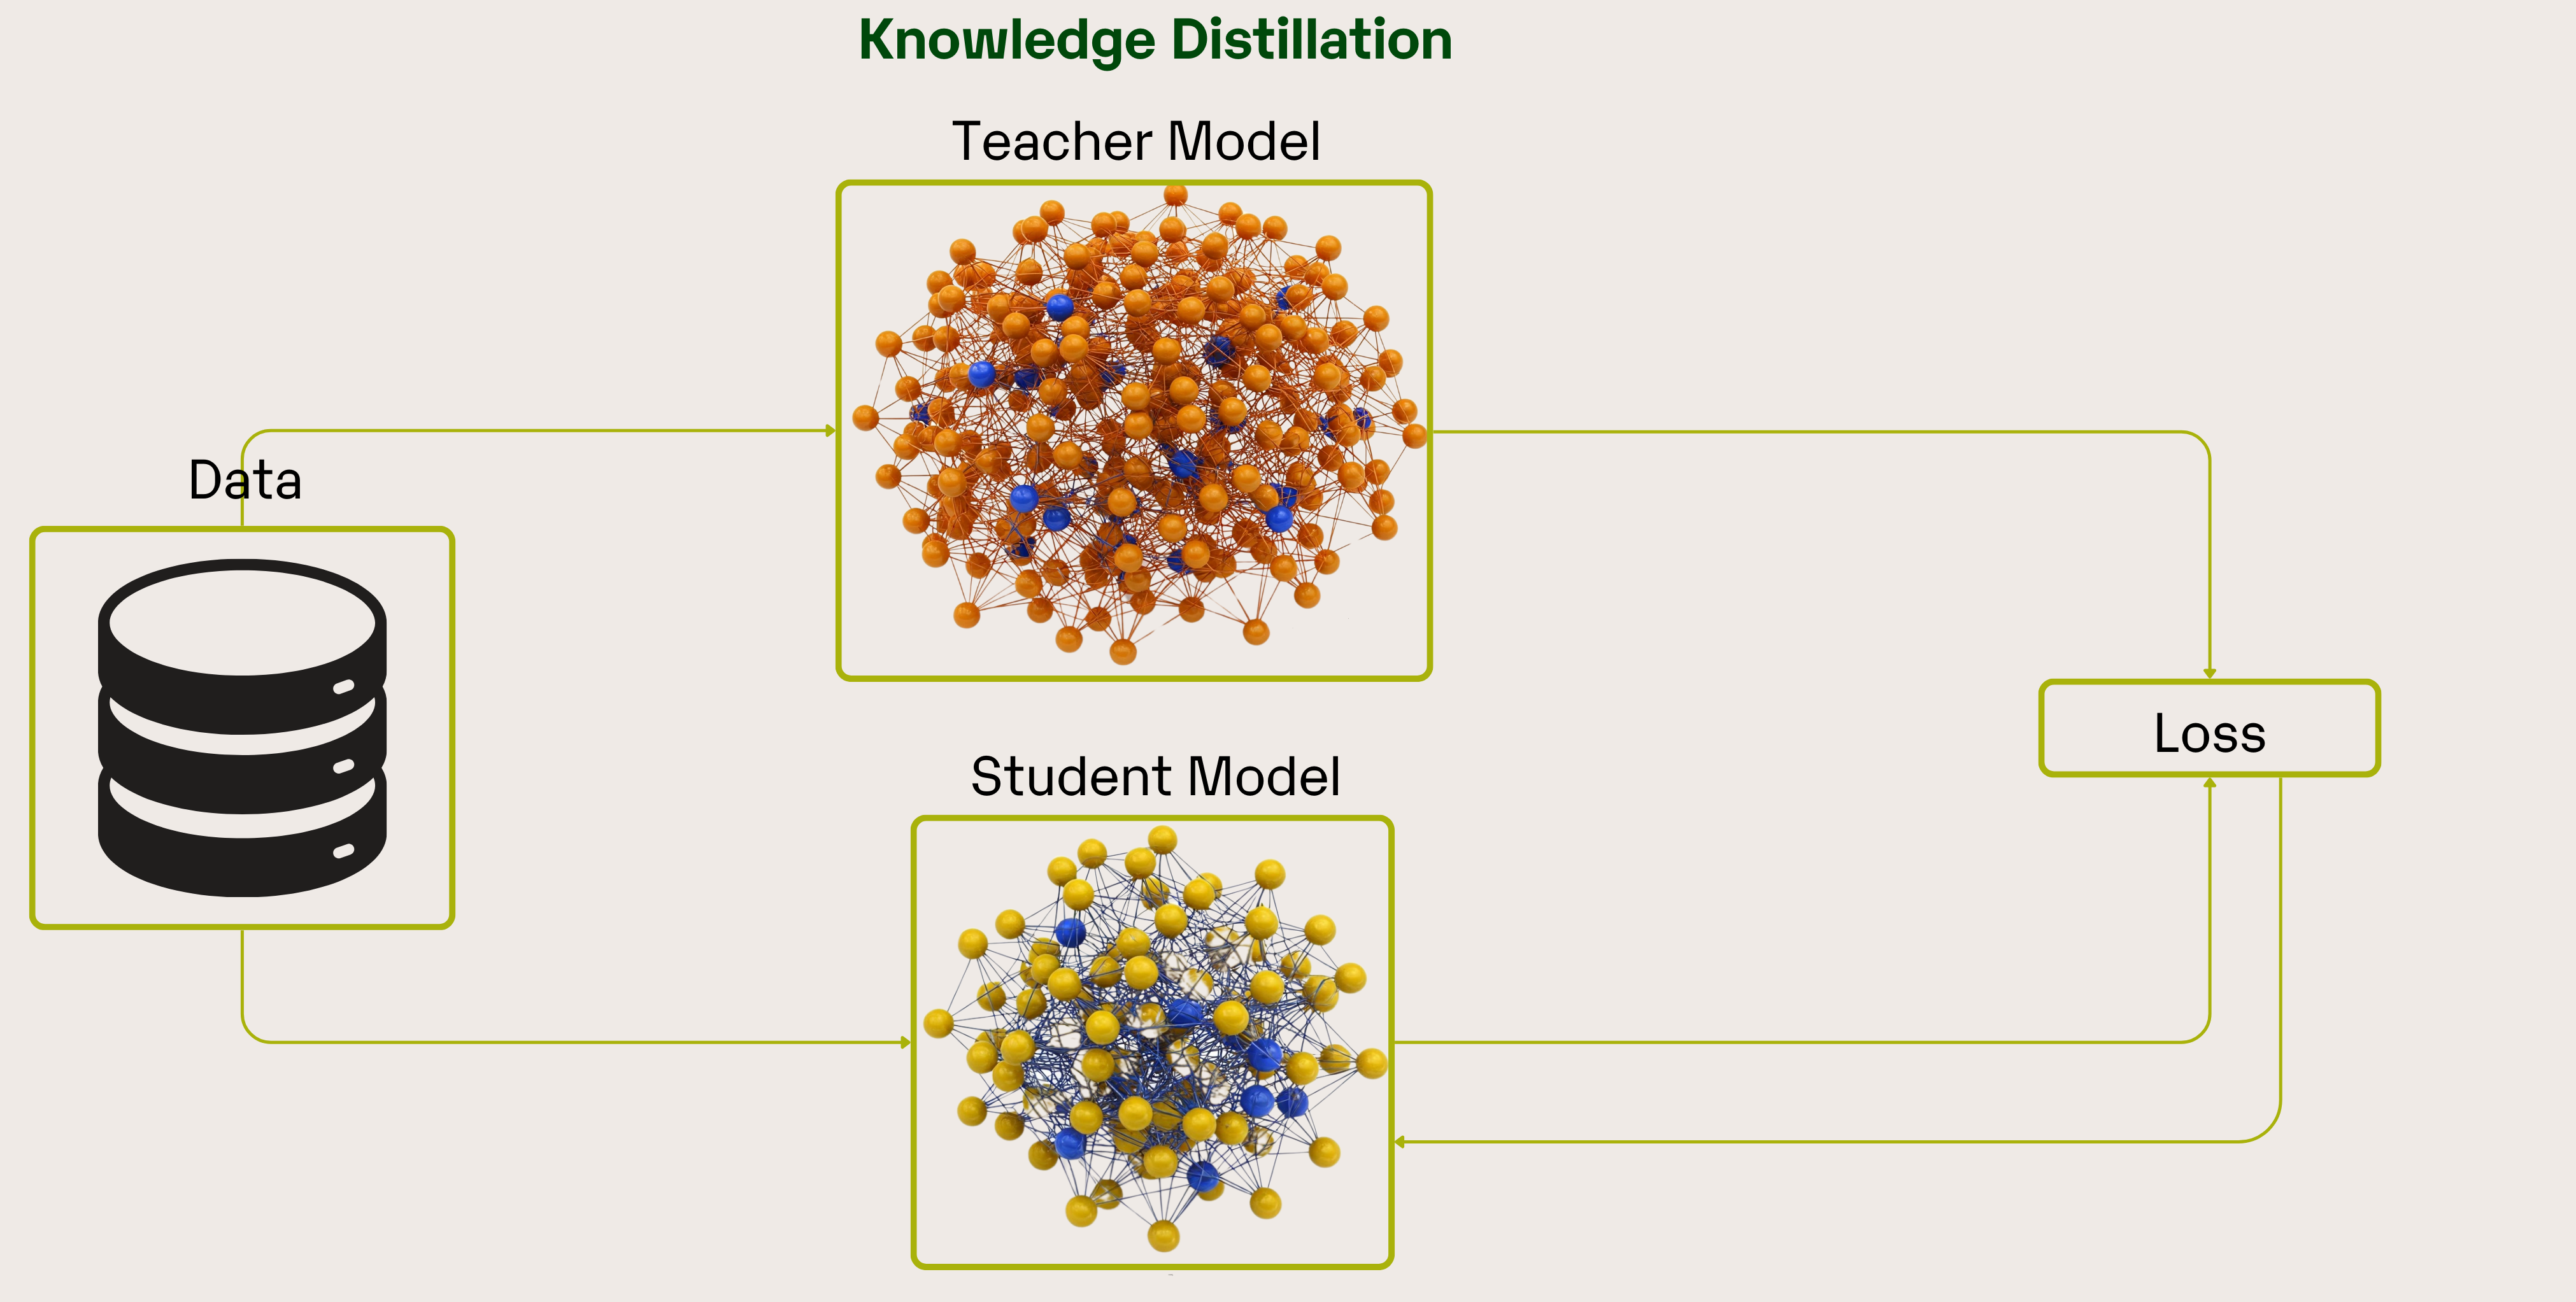 Knowledge Distillation
Teacher Model
Data
Loss
Student Model